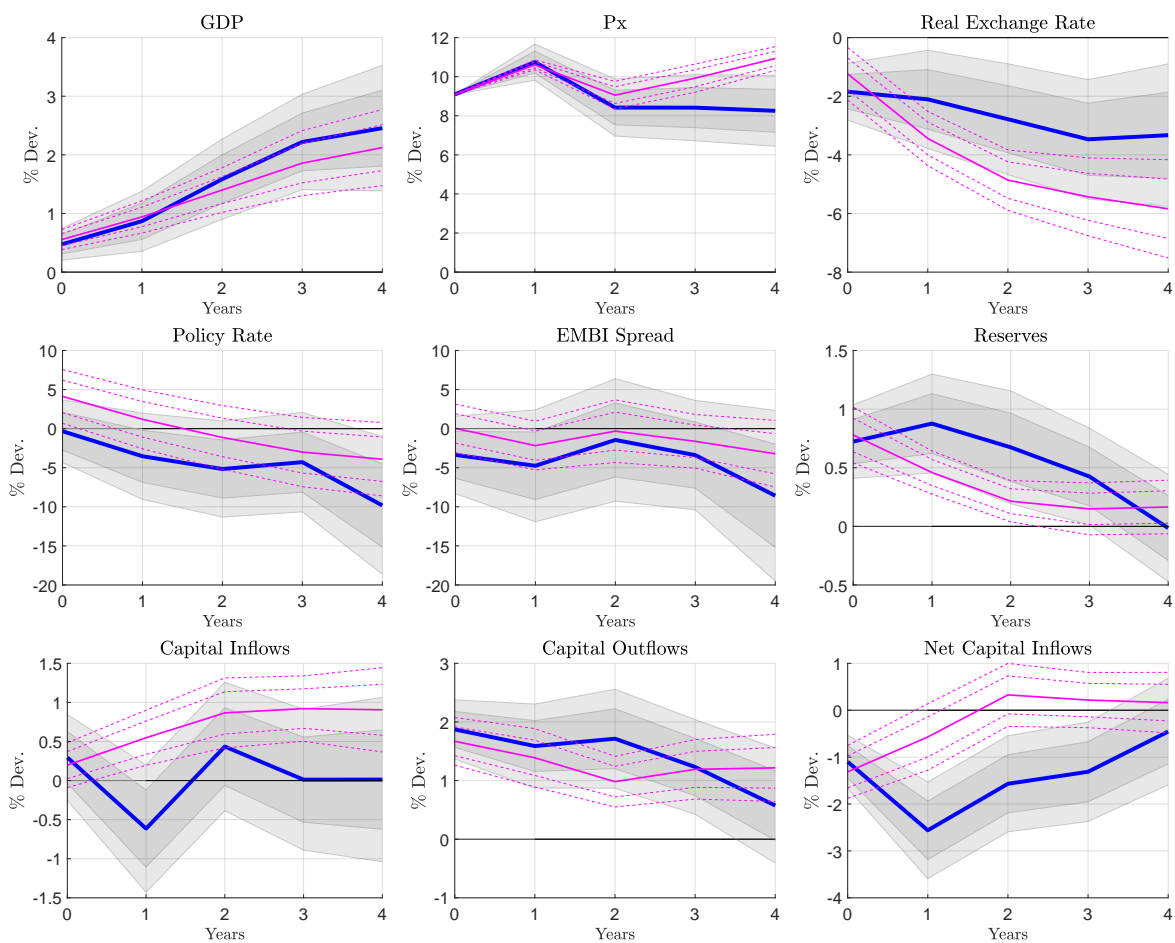 GDP
4
3
2
1
0
% Dev.
0 1 2 3 4
Years
Px
12
10
8
6
4
2
0
% Dev.
0 1 2 3 4
Years
Real Exchange Rate
0
-2
-4
-6
-8
% Dev.
0 1 2 3 4
Years
Policy Rate
10
5
0
-5
-10
-15
-20
% Dev.
0 1 2 3 4
Years
EMBI Spread
10
5
0
-5
-10
-15
-20
% Dev.
0 1 2 3 4
Years
Reserves
1.5
1
0.5
0
-0.5
% Dev.
0 1 2 3 4
Years
Capital Inflows
1.5
1
0.5
0
-0.5
-1
-1.5
% Dev.
0 1 2 3 4
Years
Capital Outflows
3
2
1
0
-1
% Dev.
0 1 2 3 4
Years
Net Capital Inflows
1
0
-1
-2
-3
-4
% Dev.
0 1 2 3 4
Years